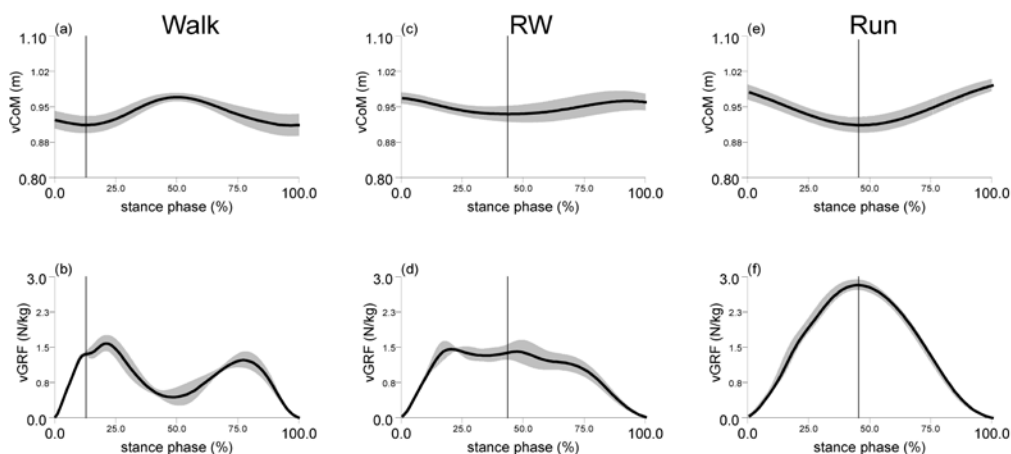 Walk
(a)
1.10
1.02
0.95
0.88
0.80
vCoM (m)
0.0 25.0 50.0 75.0 100.0
stance phase (%)
RW
(c)
1.10
1.02
0.95
0.88
0.80
vCoM (m)
0.0 25.0 50.0 75.0 100.0
stance phase (%)
Run
(e)
1.10
1.02
0.95
0.88
0.80
vCoM (m)
0.0 25.0 50.0 75.0 100.0
stance phase (%)
(b)
3.0
2.3
1.5
0.8
0.0
vGRF (N/kg)
0.0 25.0 50.0 75.0 100.0
stance phase (%)
(d)
3.0
2.3
1.5
0.8
0.0
vGRF (N/kg)
0.0 25.0 50.0 75.0 100.0
stance phase (%)
(f)
3.0
2.3
1.5
0.8
0.0
vGRF (N/kg)
0.0 25.0 50.0 75.0 100.0
stance phase (%)